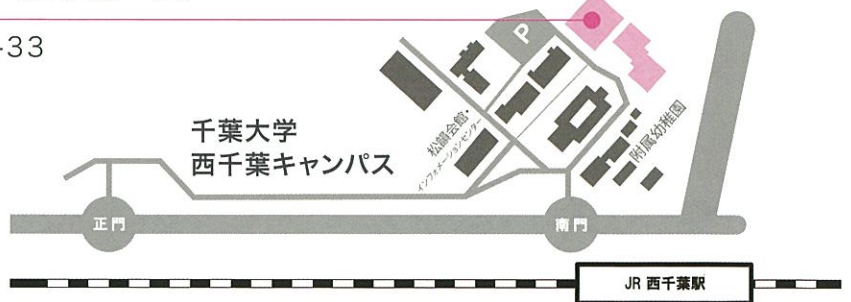 -33
P
千葉大学
西千葉キャンパス
松韻会館・
インフォメーションセンター
附属幼稚園
正門
南門
JR 西千葉駅